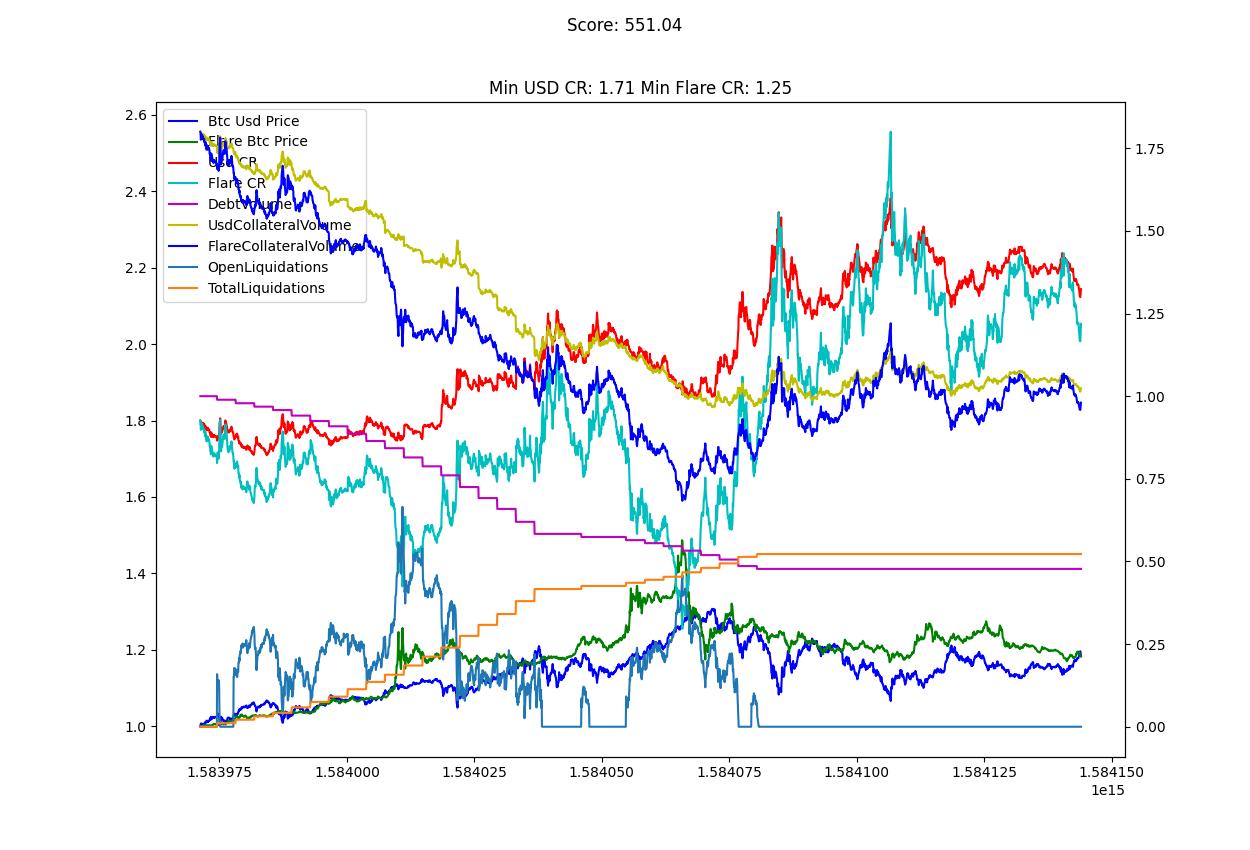 Score: 551.04
Min USD CR: 1.71 Min Flare CR: 1.25
Btc Usd Price
Flare Btc Price
Usd CR
Flare CR
DebtVolume
UsdCollateralVolume
FlareCollateralVolume
OpenLiquidations
TotalLiquidations
2.6
2.4
2.2
2.0
1.8
1.6
1.4
1.2
1.0
1.75
1.50
1.25
1.00
0.75
0.50
0.25
0.00
1.583975 1.584000 1.584025 1.584050 1.584075 1.584100 1.584125 1.584150
1e15